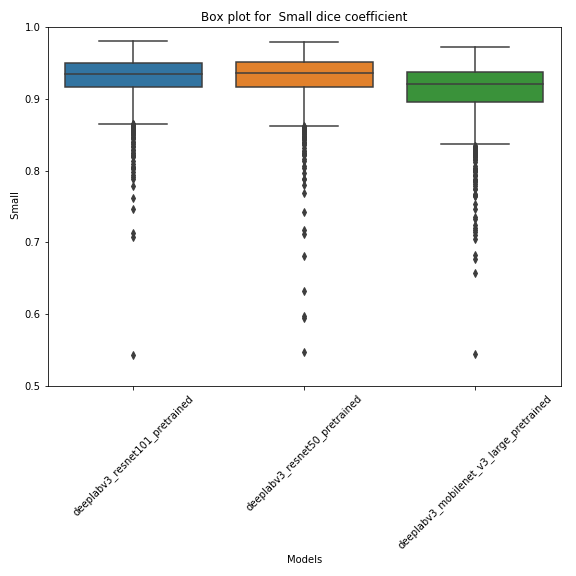 Box plot for  Small dice coefficient
1.0
0.9
0.8
0.7
0.6
0.5
Small
deeplabv3_resnet101_pretrained
deeplabv3_resnet50_pretrained
deeplabv3_mobilenet_v3_large_pretrained
Models